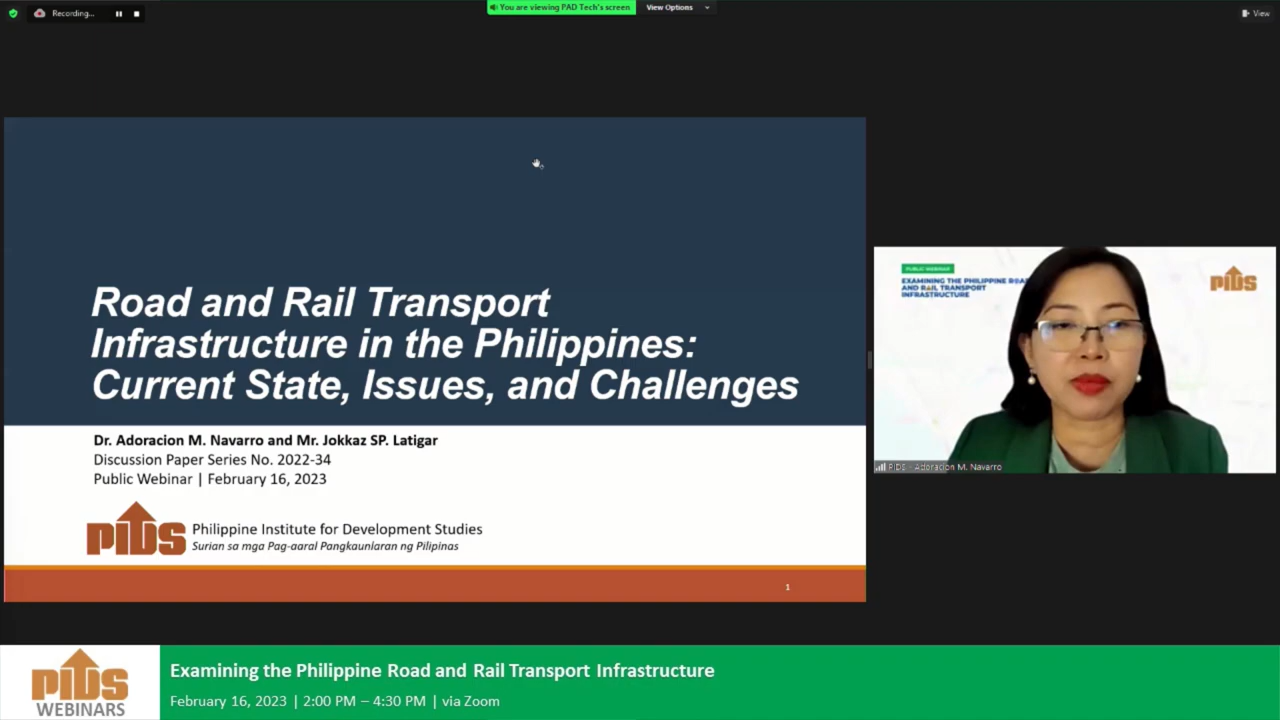 Recording...
You are viewing PAD Tech's screen
View Options
View
Road and Rail Transport
Infrastructure in the Philippines:
Current State, Issues, and Challenges
Dr. Adoracion M. Navarro and Mr. Jokkaz SP. Latigar
Discussion Paper Series No. 2022-34
Public Webinar | February 16, 2023
PIDS
Philippine Institute for Development Studies
Surian sa mga Pag-aaral Pangkaunlaran ng Pilipinas
1
PUBLIC WEBINAR
EXAMINING THE PHILIPPINE ROAD
AND RAIL TRANSPORT
INFRASTRUCTURE
PIDS
PIDS - Adoracion M. Navarro
PIDS
WEBINARS
Examining the Philippine Road and Rail Transport Infrastructure
February 16, 2023 | 2:00 PM – 4:30 PM | via Zoom